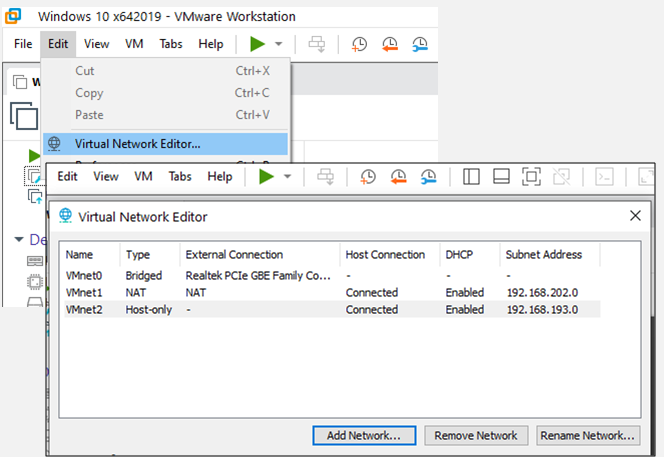 Windows 10 x642019 - VMware Workstation
File Edit View VM Tabs Help
Cut Ctrl+X
Copy Ctrl+C
Paste Ctrl+V
Virtual Network Editor...
Edit View VM Tabs Help
Virtual Network Editor
Name Type External Connection Host Connection DHCP Subnet Address
VMnet0 Bridged Realtek PCIe GBE Family Co... - - -
VMnet1 NAT NAT Connected Enabled 192.168.202.0
VMnet2 Host-only - Connected Enabled 192.168.193.0
Add Network... Remove Network Rename Network...